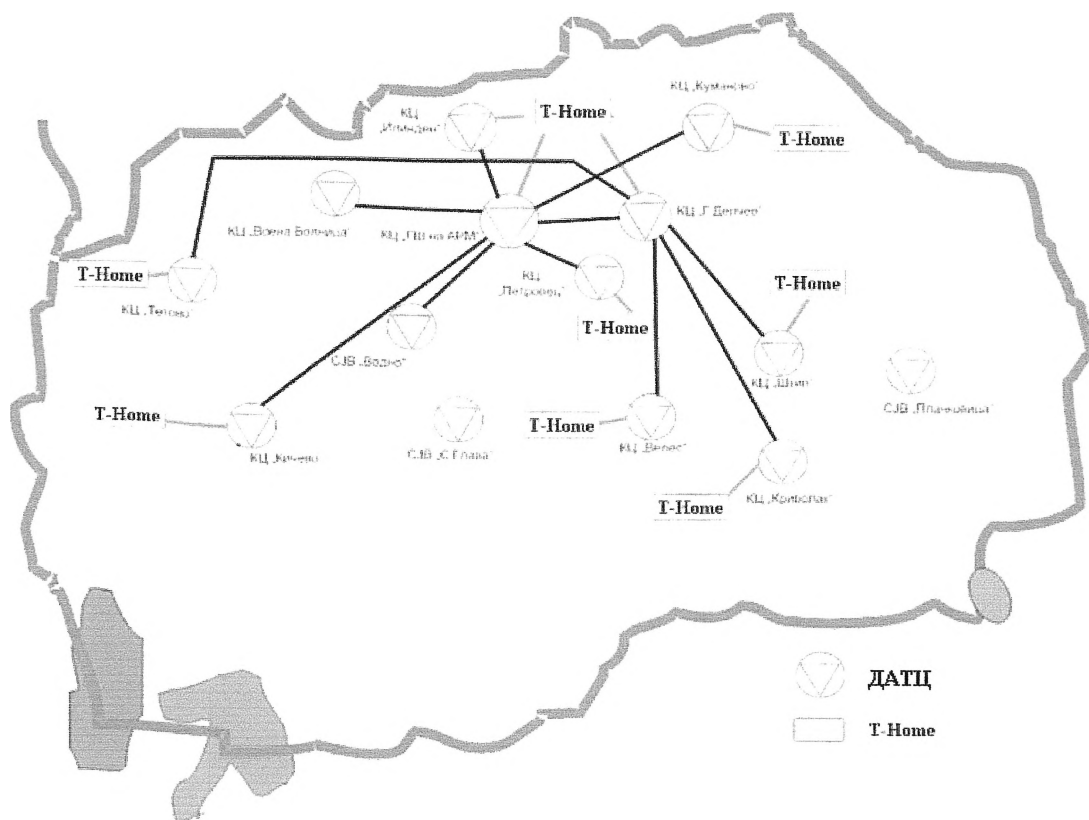 КЦ „Куманово"
КЦ
„Илинден"
T-Home
T-Home
КЦ „Г.Делчев"
КЦ „Воена Болница"
КЦ „ГШ на АРМ"
T-Home
КЦ
„Петровец"
T-Home
КЦ „Тетово"
T-Home
СЈВ „Водно"
КЦ „Штип"
T-Home
СЈВ „Плачковица"
T-Home
КЦ „Кичево
СЈВ „С.Глава"
КЦ „Велес"
КЦ „Криволак"
T-Home
ДАТЦ
T-Home